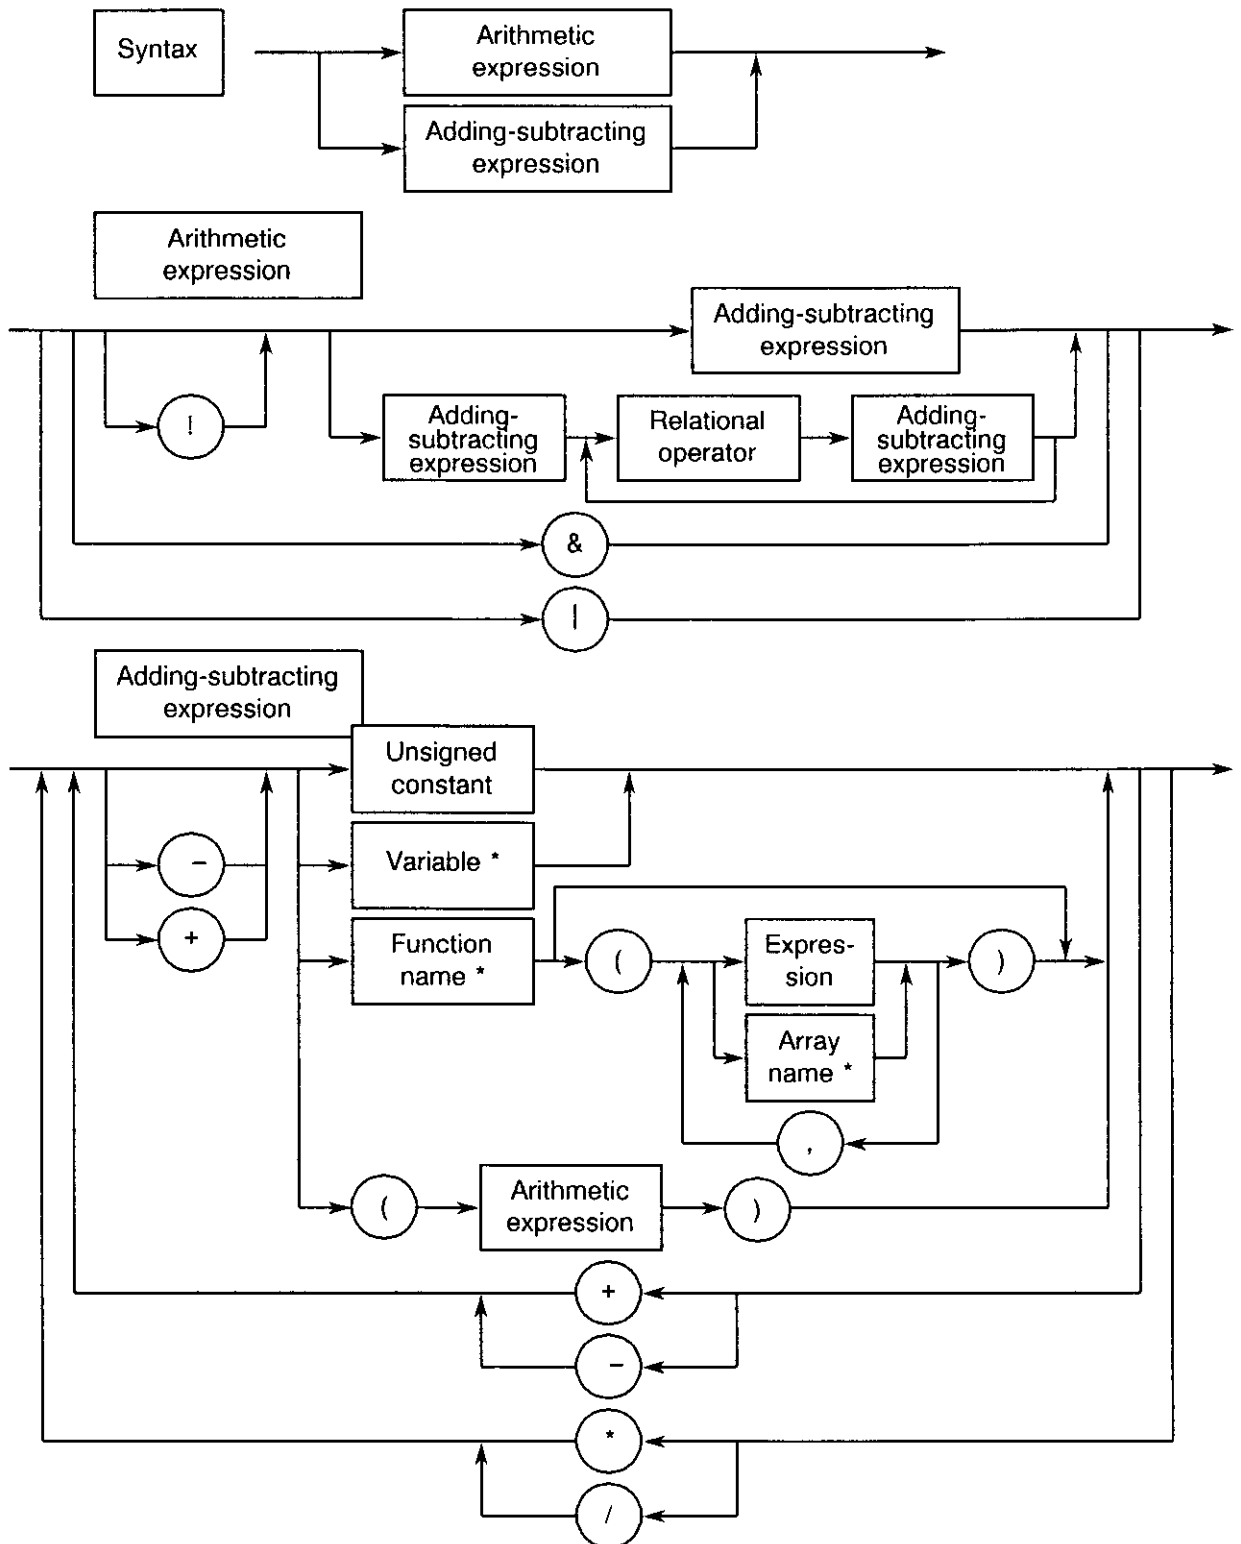 Syntax
Arithmetic
expression
Adding-subtracting
expression
Arithmetic
expression
Adding-subtracting
expression
!
Adding-
subtracting
expression
Relational
operator
Adding-
subtracting
expression
&
|
Adding-subtracting
expression
Unsigned
constant
-
Variable *
+
Function
name *
(
Expres-
sion
)
Array
name *
,
(
Arithmetic
expression
)
+
-
*
/